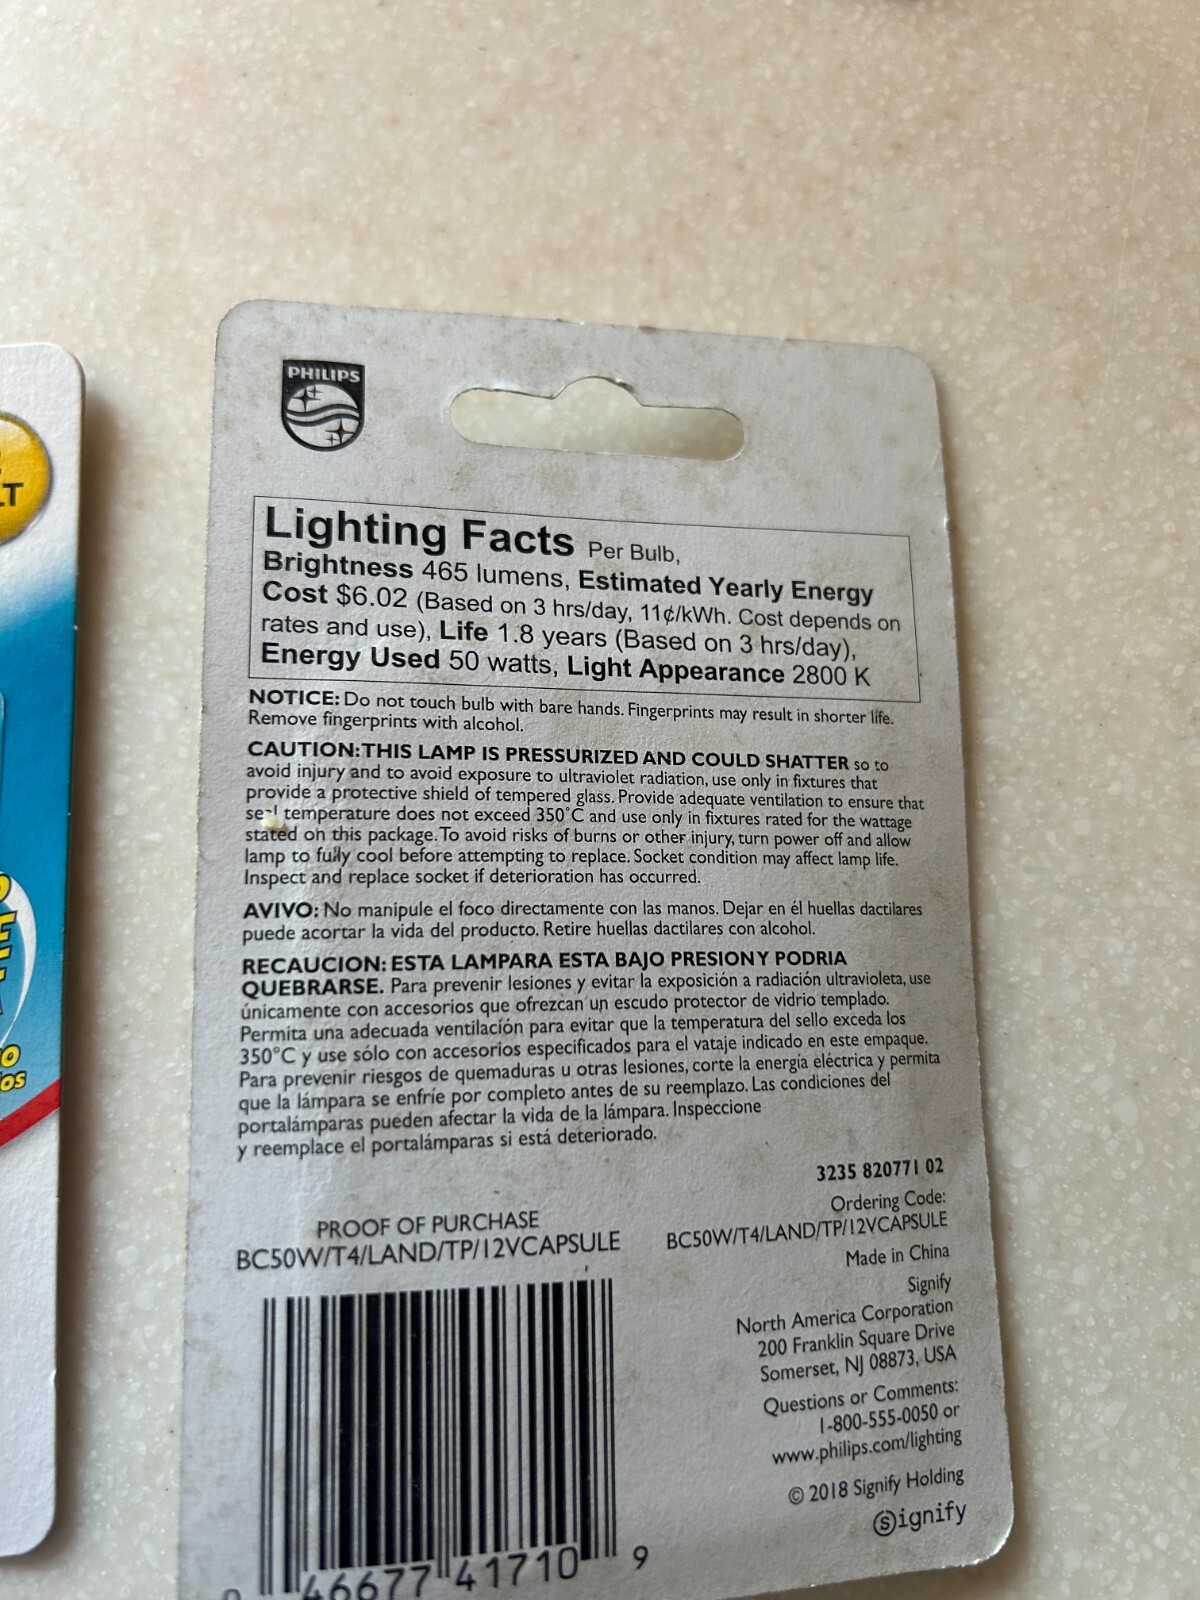 PHILIPS
Lighting Facts Per Bulb,
Brightness 465 lumens, Estimated Yearly Energy
Cost $6.02 (Based on 3 hrs/day, 11¢/kWh. Cost depends on
rates and use), Life 1.8 years (Based on 3 hrs/day),
Energy Used 50 watts, Light Appearance 2800 K
NOTICE: Do not touch bulb with bare hands. Fingerprints may result in shorter life.
Remove fingerprints with alcohol.
CAUTION: THIS LAMP IS PRESSURIZED AND COULD SHATTER so to
avoid injury and to avoid exposure to ultraviolet radiation, use only in fixtures that
provide a protective shield of tempered glass. Provide adequate ventilation to ensure that
seal temperature does not exceed 350°C and use only in fixtures rated for the wattage
stated on this package. To avoid risks of burns or other injury, turn power off and allow
lamp to fully cool before attempting to replace. Socket condition may affect lamp life.
Inspect and replace socket if deterioration has occurred.
AVIVO: No manipule el foco directamente con las manos. Dejar en él huellas dactilares
puede acortar la vida del producto. Retire huellas dactilares con alcohol.
RECAUCION: ESTA LAMPARA ESTA BAJO PRESION Y PODRIA
QUEBRARSE. Para prevenir lesiones y evitar la exposición a radiación ultravioleta, use
únicamente con accesorios que ofrezcan un escudo protector de vidrio templado.
Permita una adecuada ventilación para evitar que la temperatura del sello exceda los
350°C y use sólo con accesorios especificados para el vataje indicado en este empaque.
Para prevenir riesgos de quemaduras u otras lesiones, corte la energía eléctrica y permita
que la lámpara se enfríe por completo antes de su reemplazo. Las condiciones del
portalámparas pueden afectar la vida de la lámpara. Inspeccione
y reemplace el portalámparas si está deteriorado.
3235 820771 02
Ordering Code:
BC50W/T4/LAND/TP/12VCAPSULE
Made in China
Signify
North America Corporation
200 Franklin Square Drive
Somerset, NJ 08873, USA
Questions or Comments:
1-800-555-0050 or
www.philips.com/lighting
© 2018 Signify Holding
Signify
PROOF OF PURCHASE
BC50W/T4/LAND/TP/12VCAPSULE
0 46677 41710 9